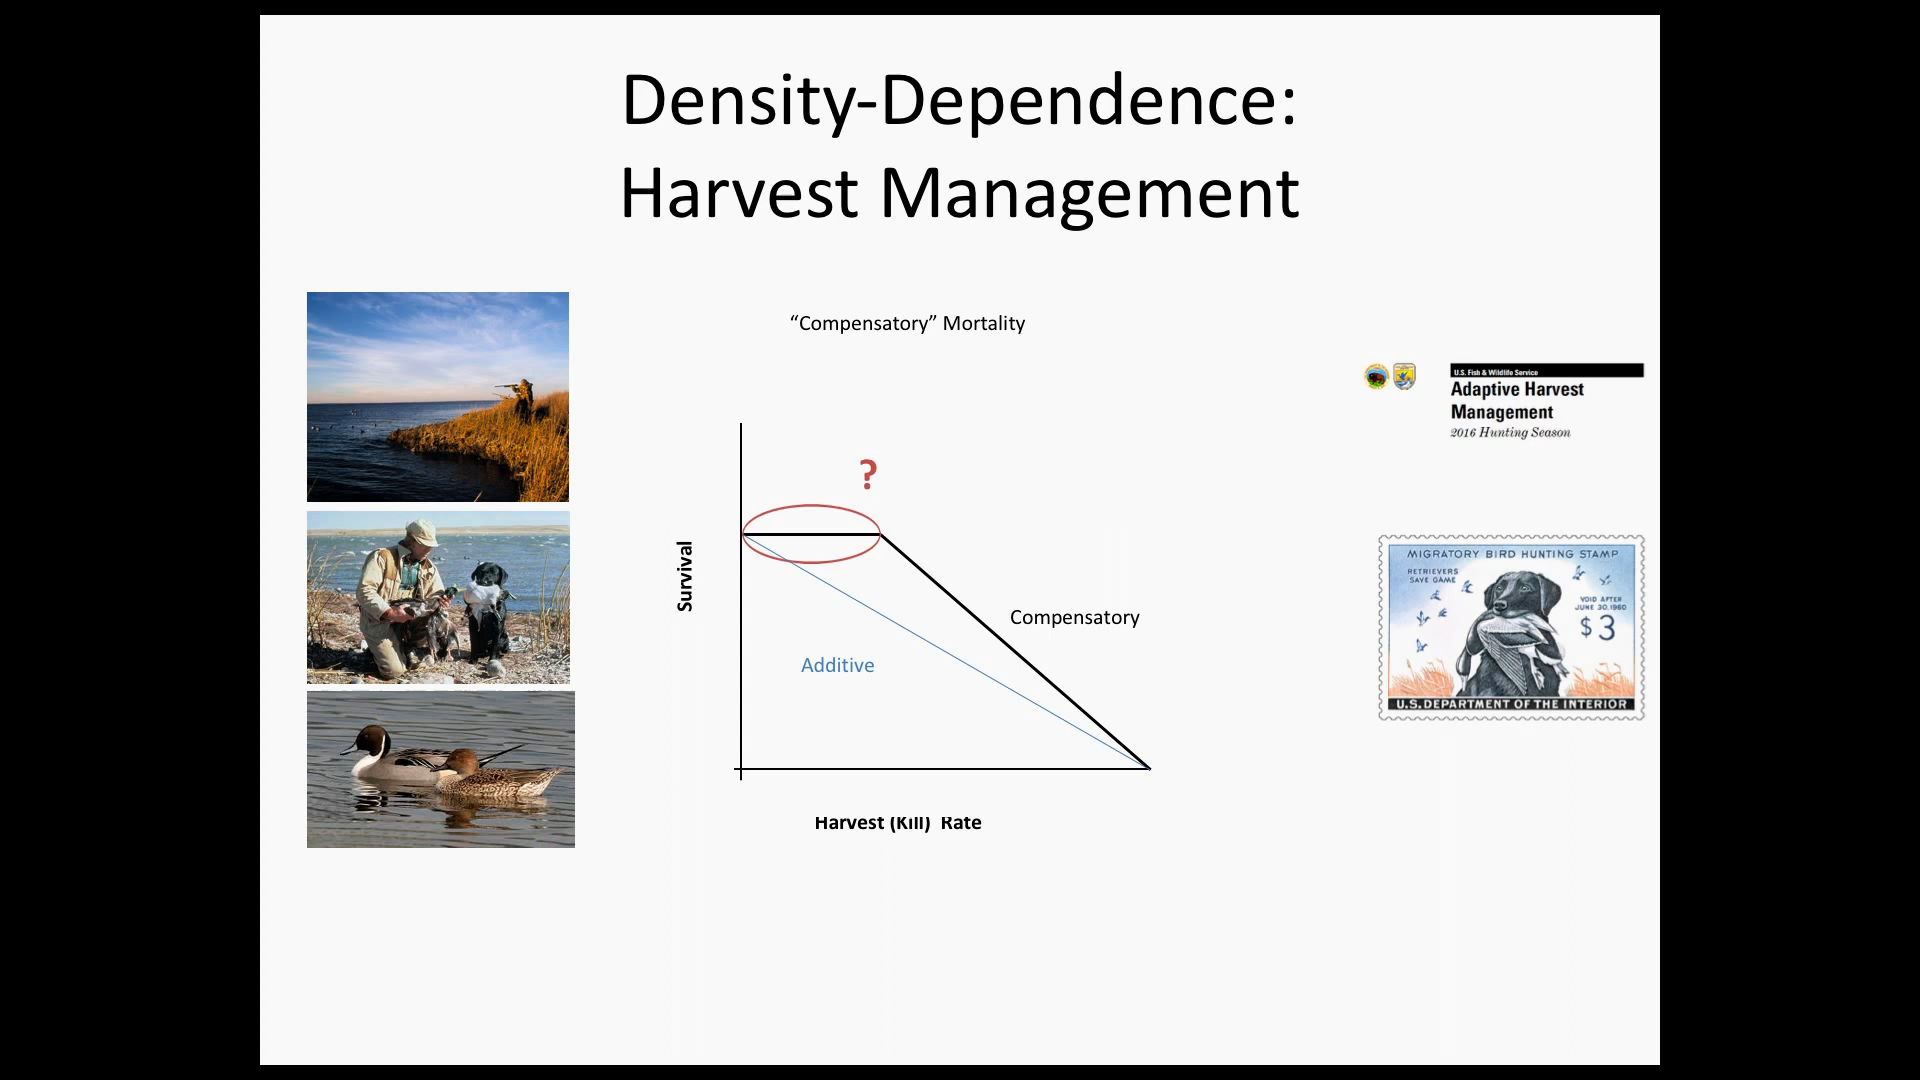 Density-Dependence:
Harvest Management
“Compensatory” Mortality
?
Survival
Compensatory
Additive
Harvest (Kill) Rate
U.S. Fish & Wildlife Service
Adaptive Harvest
Management
2016 Hunting Season
MIGRATORY BIRD HUNTING STAMP
RETRIEVERS
SAVE GAME
VOID AFTER
JUNE 30, 1960
$3
U.S. DEPARTMENT OF THE INTERIOR